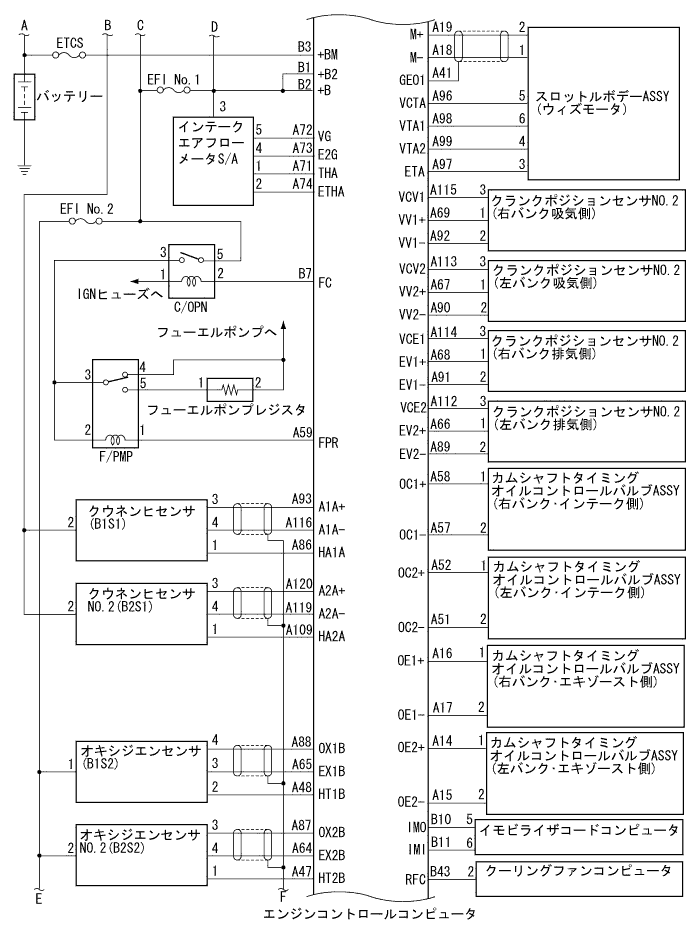 A B C D
ETCS
バッテリー
EFI No.1
3
B3 +BM
B1 +B2
B2 +B
インテーク
エアフロー
メータS/A
5 A72 VG
4 A73 E2G
1 A71 THA
2 A74 ETHA
EFI No.2
3 5
1 2 B7 FC
IGNヒューズへ
C/OPN
フューエルポンプへ
4
3 5 1 2
フューエルポンプレジスタ
2 1 A59 FPR
F/PMP
クウネンヒセンサ
(B1S1)
2
3 A93 A1A+
4 A116 A1A-
1 A86 HA1A
クウネンヒセンサ
NO.2(B2S1)
2
3 A120 A2A+
4 A119 A2A-
1 A109 HA2A
オキシジエンセンサ
(B1S2)
1
4 A88 OX1B
3 A65 EX1B
2 A48 HT1B
オキシジエンセンサ
NO.2(B2S2)
2
3 A87 OX2B
4 A64 EX2B
1 A47 HT2B
E F
M+ A19 2
M- A18 1
GE01 A41
VCTA A96 5
VTA1 A98 6
VTA2 A99 4
ETA A97 3
スロットルボデーASSY
(ウィズモータ)
VCV1 A115 3
VV1+ A69 1
VV1- A92 2
クランクポジションセンサNO.2
(右バンク吸気側)
VCV2 A113 3
VV2+ A67 1
VV2- A90 2
クランクポジションセンサNO.2
(左バンク吸気側)
VCE1 A114 3
EV1+ A68 1
EV1- A91 2
クランクポジションセンサNO.2
(右バンク排気側)
VCE2 A112 3
EV2+ A66 1
EV2- A89 2
クランクポジションセンサNO.2
(左バンク排気側)
OC1+ A58 1
OC1- A57 2
カムシャフトタイミング
オイルコントロールバルブASSY
(右バンク・インテーク側)
OC2+ A52 1
OC2- A51 2
カムシャフトタイミング
オイルコントロールバルブASSY
(左バンク・インテーク側)
OE1+ A16 1
OE1- A17 2
カムシャフトタイミング
オイルコントロールバルブASSY
(右バンク・エキゾースト側)
OE2+ A14 1
OE2- A15 2
カムシャフトタイミング
オイルコントロールバルブASSY
(左バンク・エキゾースト側)
IMO B10 5
IMI B11 6
イモビライザコードコンピュータ
RFC B43 2
クーリングファンコンピュータ
エンジンコントロールコンピュータ